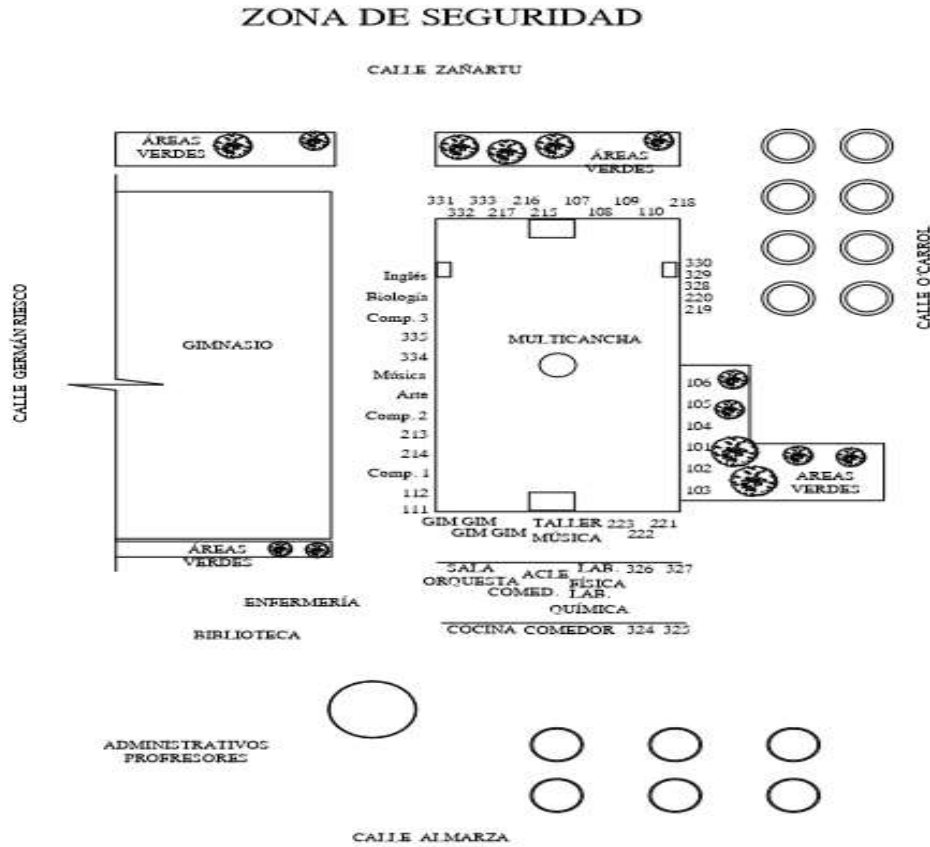 ZONA DE SEGURIDAD
CALLE ZAÑARTU
ÁREAS
VERDES
ÁREAS
VERDES
331 333 216 107 109 218
332 217 215 108 110
CALLE GERMÁN RIESCO
CALLE O'CARROL
GIMNASIO
Inglés
Biología
Comp. 3
335
334
Música
Arte
Comp. 2
213
214
Comp. 1
112
111
MULTICANCHA
330
329
328
220
219
106
105
104
101
102
103
AREAS
VERDES
GIM GIM TALLER 223 221
GIM GIM MÚSICA 222
ÁREAS
VERDES
SALA ACLE LAB. 326 327
ORQUESTA FÍSICA
COMED. LAB.
QUÍMICA
ENFERMERÍA
BIBLIOTECA
COCINA COMEDOR 324 325
ADMINISTRATIVOS
PROFRESORES
CALLE ALMARZA